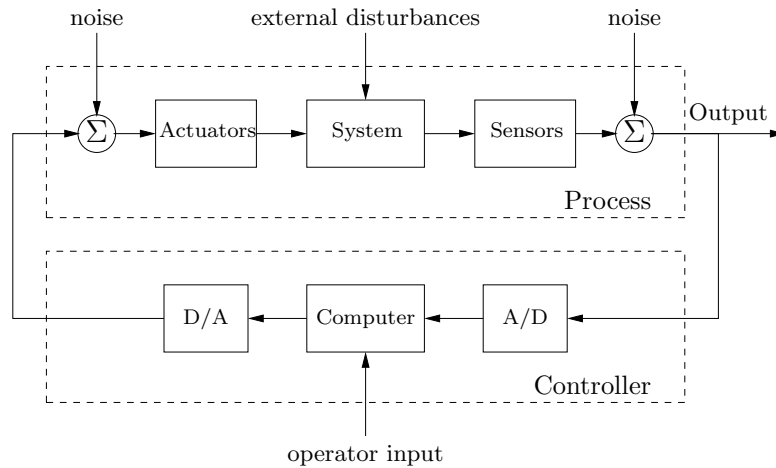 noise
external disturbances
noise
Σ
Actuators
System
Sensors
Σ
Output
Process
D/A
Computer
A/D
Controller
operator input